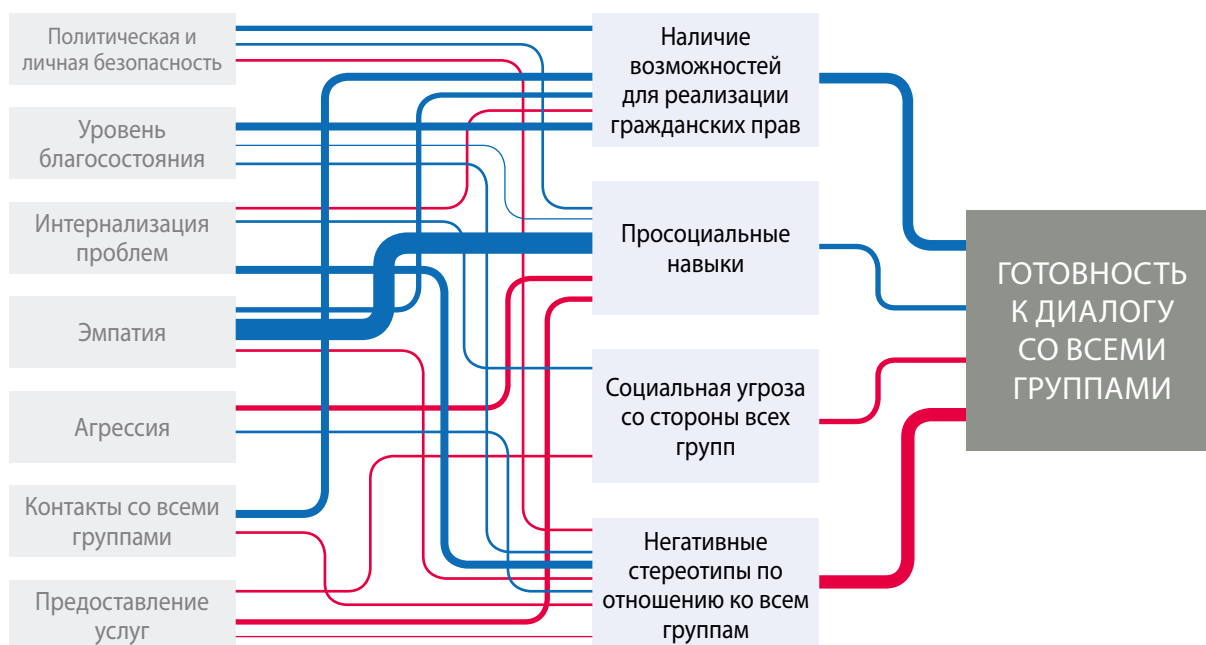 Политическая и
личная безопасность
Уровень
благосостояния
Интернализация
проблем
Эмпатия
Агрессия
Контакты со всеми
группами
Предоставление
услуг
Наличие
возможностей
для реализации
гражданских прав
Просоциальные
навыки
Социальная угроза
со стороны всех
групп
Негативные
стереотипы по
отношению ко всем
группам
ГОТОВНОСТЬ
К ДИАЛОГУ
СО ВСЕМИ
ГРУППАМИ